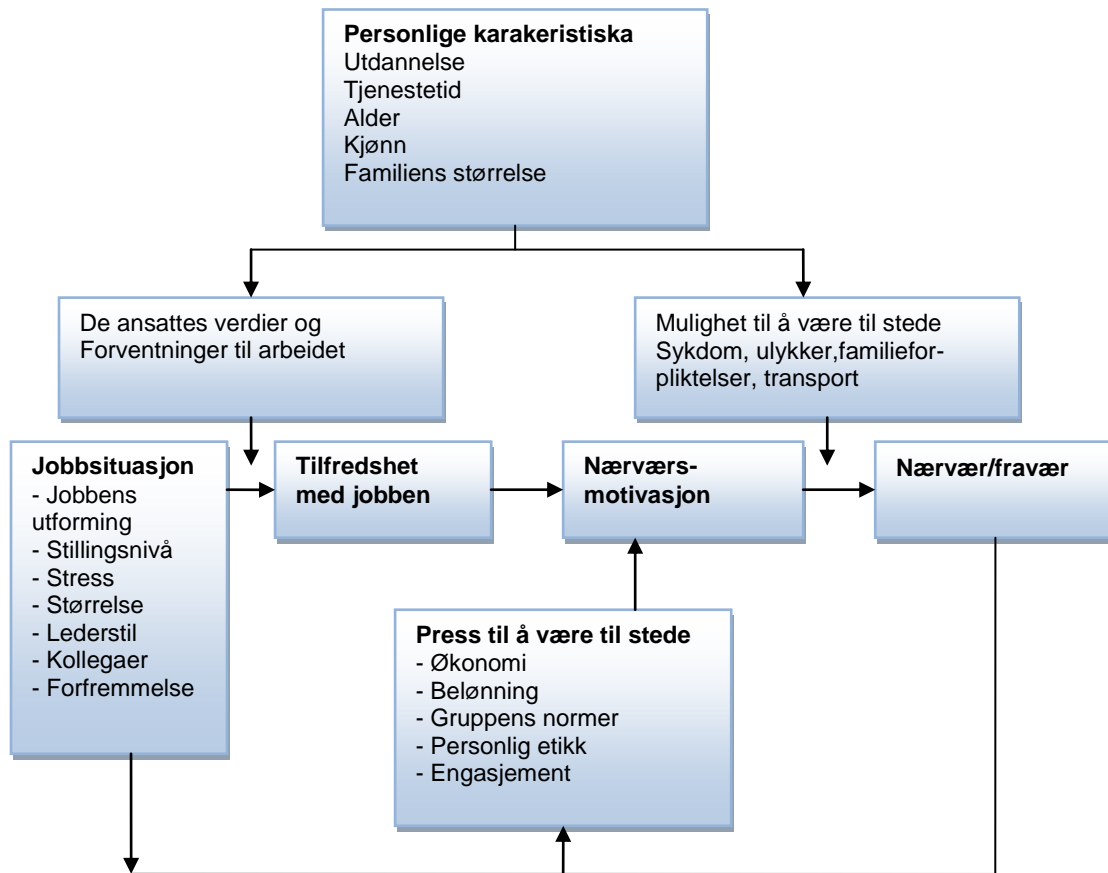 Personlige karakeristiska
Utdannelse
Tjenestetid
Alder
Kjønn
Familiens størrelse
De ansattes verdier og
Forventninger til arbeidet
Mulighet til å være til stede
Sykdom, ulykker,familiefor-
pliktelser, transport
Jobbsituasjon
- Jobbens
utforming
- Stillingsnivå
- Stress
- Størrelse
- Lederstil
- Kollegaer
- Forfremmelse
Tilfredshet
med jobben
Nærværs-
motivasjon
Nærvær/fravær
Press til å være til stede
- Økonomi
- Belønning
- Gruppens normer
- Personlig etikk
- Engasjement